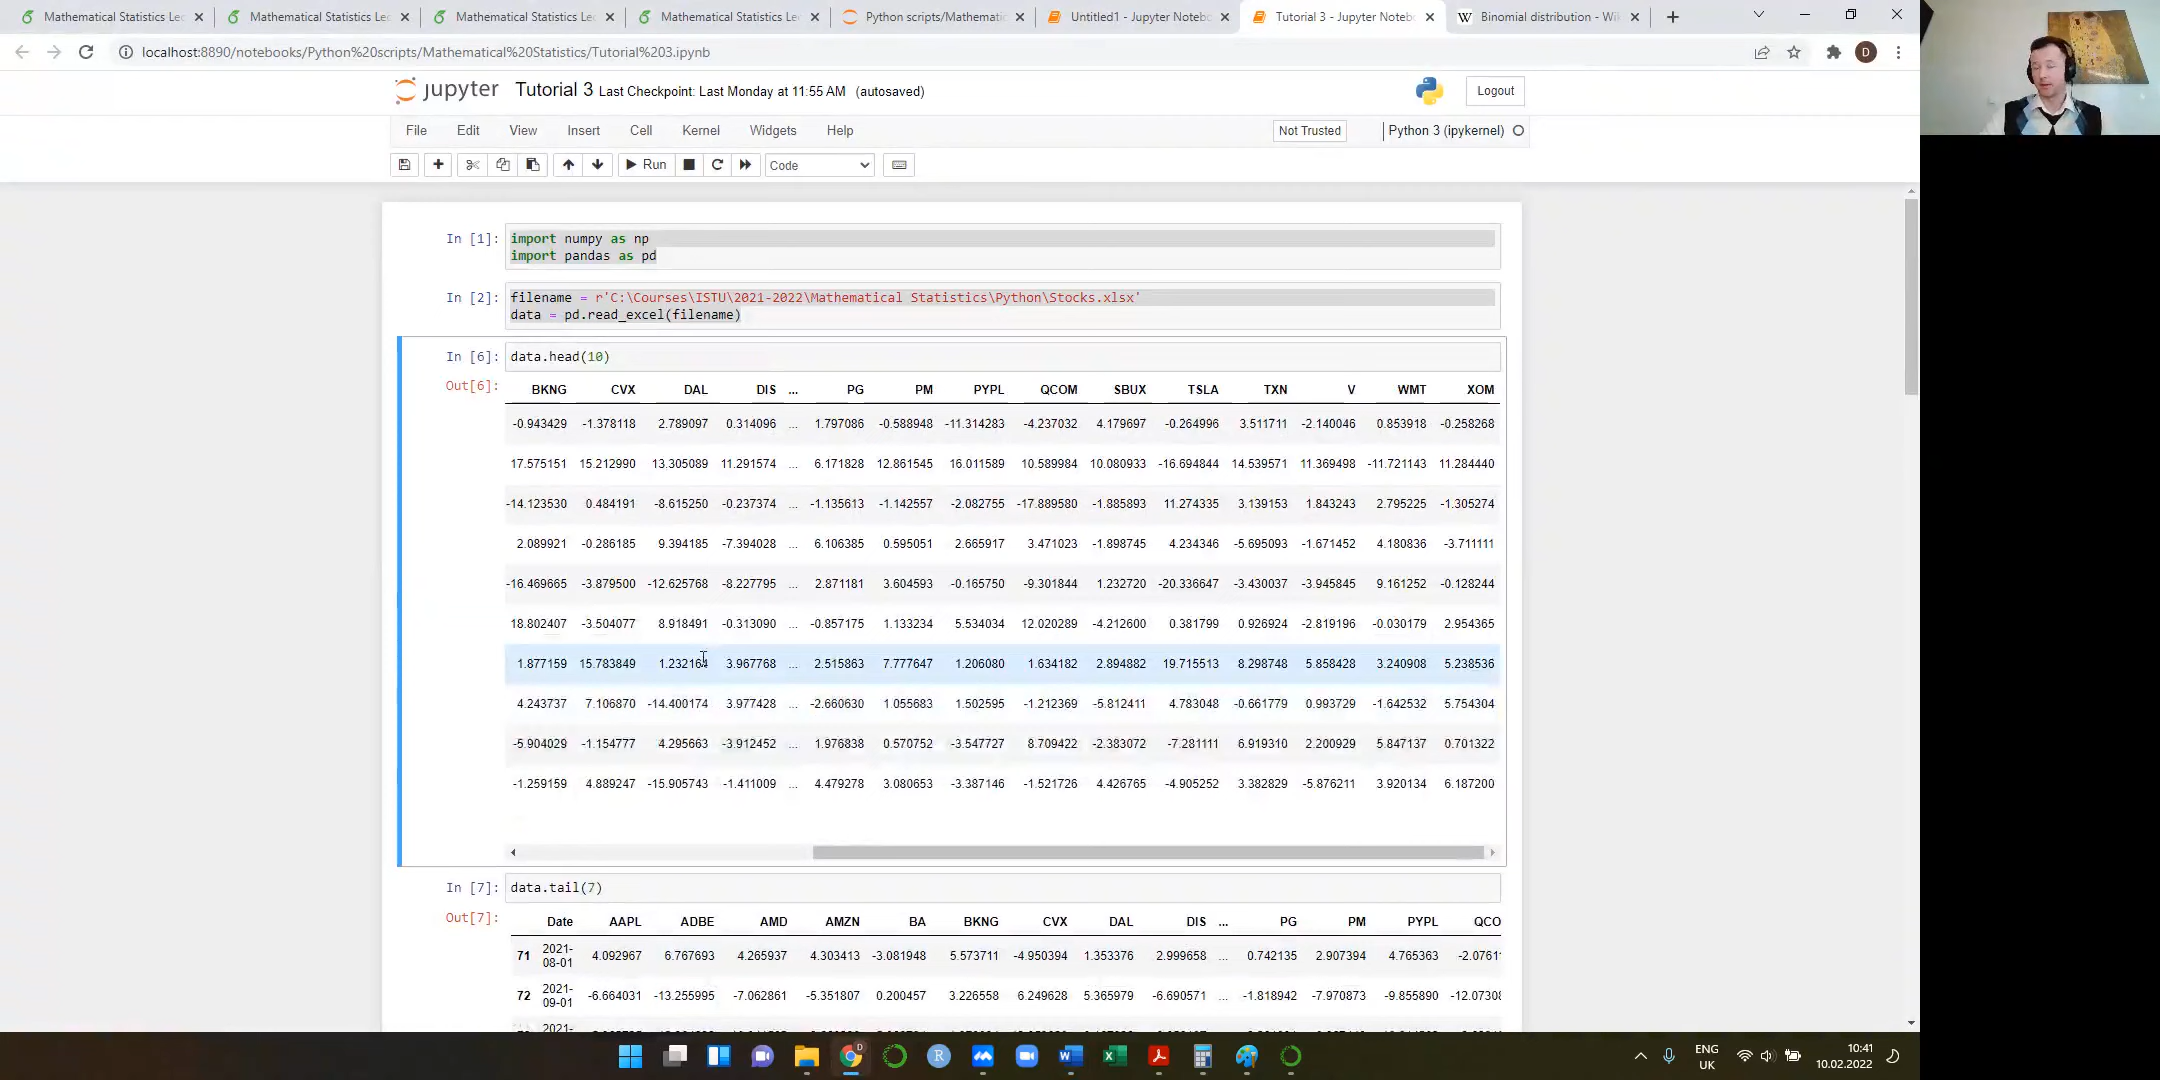 Mathematical Statistics Lec
Mathematical Statistics Lec
Mathematical Statistics Lec
Mathematical Statistics Lec
Python scripts/Mathematic
Untitled1 - Jupyter Noteb
Tutorial 3 - Jupyter Noteb
W Binomial distribution - Wi
localhost:8890/notebooks/Python%20scripts/Mathematical%20Statistics/Tutorial%203.ipynb
D
jupyter Tutorial 3 Last Checkpoint: Last Monday at 11:55 AM (autosaved)
Logout
File Edit View Insert Cell Kernel Widgets Help
Not Trusted
Python 3 (ipykernel)
Run
Code
In [1]: import numpy as np
import pandas as pd
In [2]: filename = r'C:\Courses\ISTU\2021-2022\Mathematical Statistics\Python\Stocks.xlsx'
data = pd.read_excel(filename)
In [6]: data.head(10)
Out[6]: BKNG CVX DAL DIS ... PG PM PYPL QCOM SBUX TSLA TXN V WMT XOM
-0.943429 -1.378118 2.789097 0.314096 ... 1.797086 -0.588948 -11.314283 -4.237032 4.179697 -0.264996 3.511711 -2.140046 0.853918 -0.258268
17.575151 15.212990 13.305089 11.291574 ... 6.171828 12.861545 16.011589 10.589984 10.080933 -16.694844 14.539571 11.369498 -11.721143 11.284440
-14.123530 0.484191 -8.615250 -0.237374 ... -1.135613 -1.142557 -2.082755 -17.889580 -1.885893 11.274335 3.139153 1.843243 2.795225 -1.305274
2.089921 -0.286185 9.394185 -7.394028 ... 6.106385 0.595051 2.665917 3.471023 -1.898745 4.234346 -5.695093 -1.671452 4.180836 -3.711111
-16.469665 -3.879500 -12.625768 -8.227795 ... 2.871181 3.604593 -0.165750 -9.301844 1.232720 -20.336647 -3.430037 -3.945845 9.161252 -0.128244
18.802407 -3.504077 8.918491 -0.313090 ... -0.857175 1.133234 5.534034 12.020289 -4.212600 0.381799 0.926924 -2.819196 -0.030179 2.954365
1.877159 15.783849 1.232164 3.967768 ... 2.515863 7.777647 1.206080 1.634182 2.894882 19.715513 8.298748 5.858428 3.240908 5.238536
4.243737 7.106870 -14.400174 3.977428 ... -2.660630 1.055683 1.502595 -1.212369 -5.812411 4.783048 -0.661779 0.993729 -1.642532 5.754304
-5.904029 -1.154777 4.295663 -3.912452 ... 1.976838 0.570752 -3.547727 8.709422 -2.383072 -7.281111 6.919310 2.200929 5.847137 0.701322
-1.259159 4.889247 -15.905743 -1.411009 ... 4.479278 3.080653 -3.387146 -1.521726 4.426765 -4.905252 3.382829 -5.876211 3.920134 6.187200
In [7]: data.tail(7)
Out[7]: Date AAPL ADBE AMD AMZN BA BKNG CVX DAL DIS ... PG PM PYPL QCO
71 2021-08-01 4.092967 6.767693 4.265937 4.303413 -3.081948 5.573711 -4.950394 1.353376 2.999658 ... 0.742135 2.907394 4.765363 -2.0761
72 2021-09-01 -6.664031 -13.255995 -7.062861 -5.351807 0.200457 3.226558 6.249628 5.365979 -6.690571 ... -1.818942 -7.970873 -9.855890 -12.07308
2021-
ENG
UK
10:41
10.02.2022